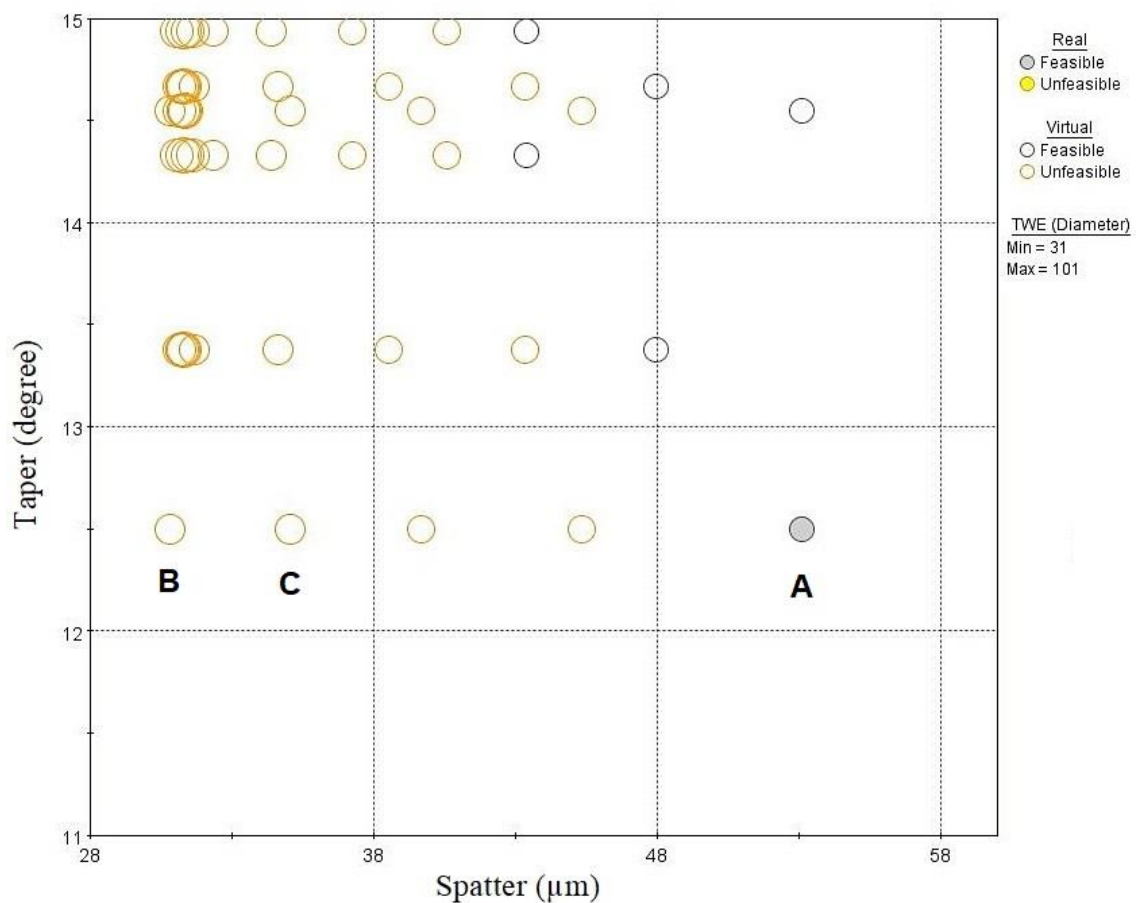 15
14
13
12
11
28
38
48
58
Taper (degree)
Spatter (µm)
B
C
A
Real
Feasible
Unfeasible
Virtual
Feasible
Unfeasible
TWE (Diameter)
Min = 31
Max = 101